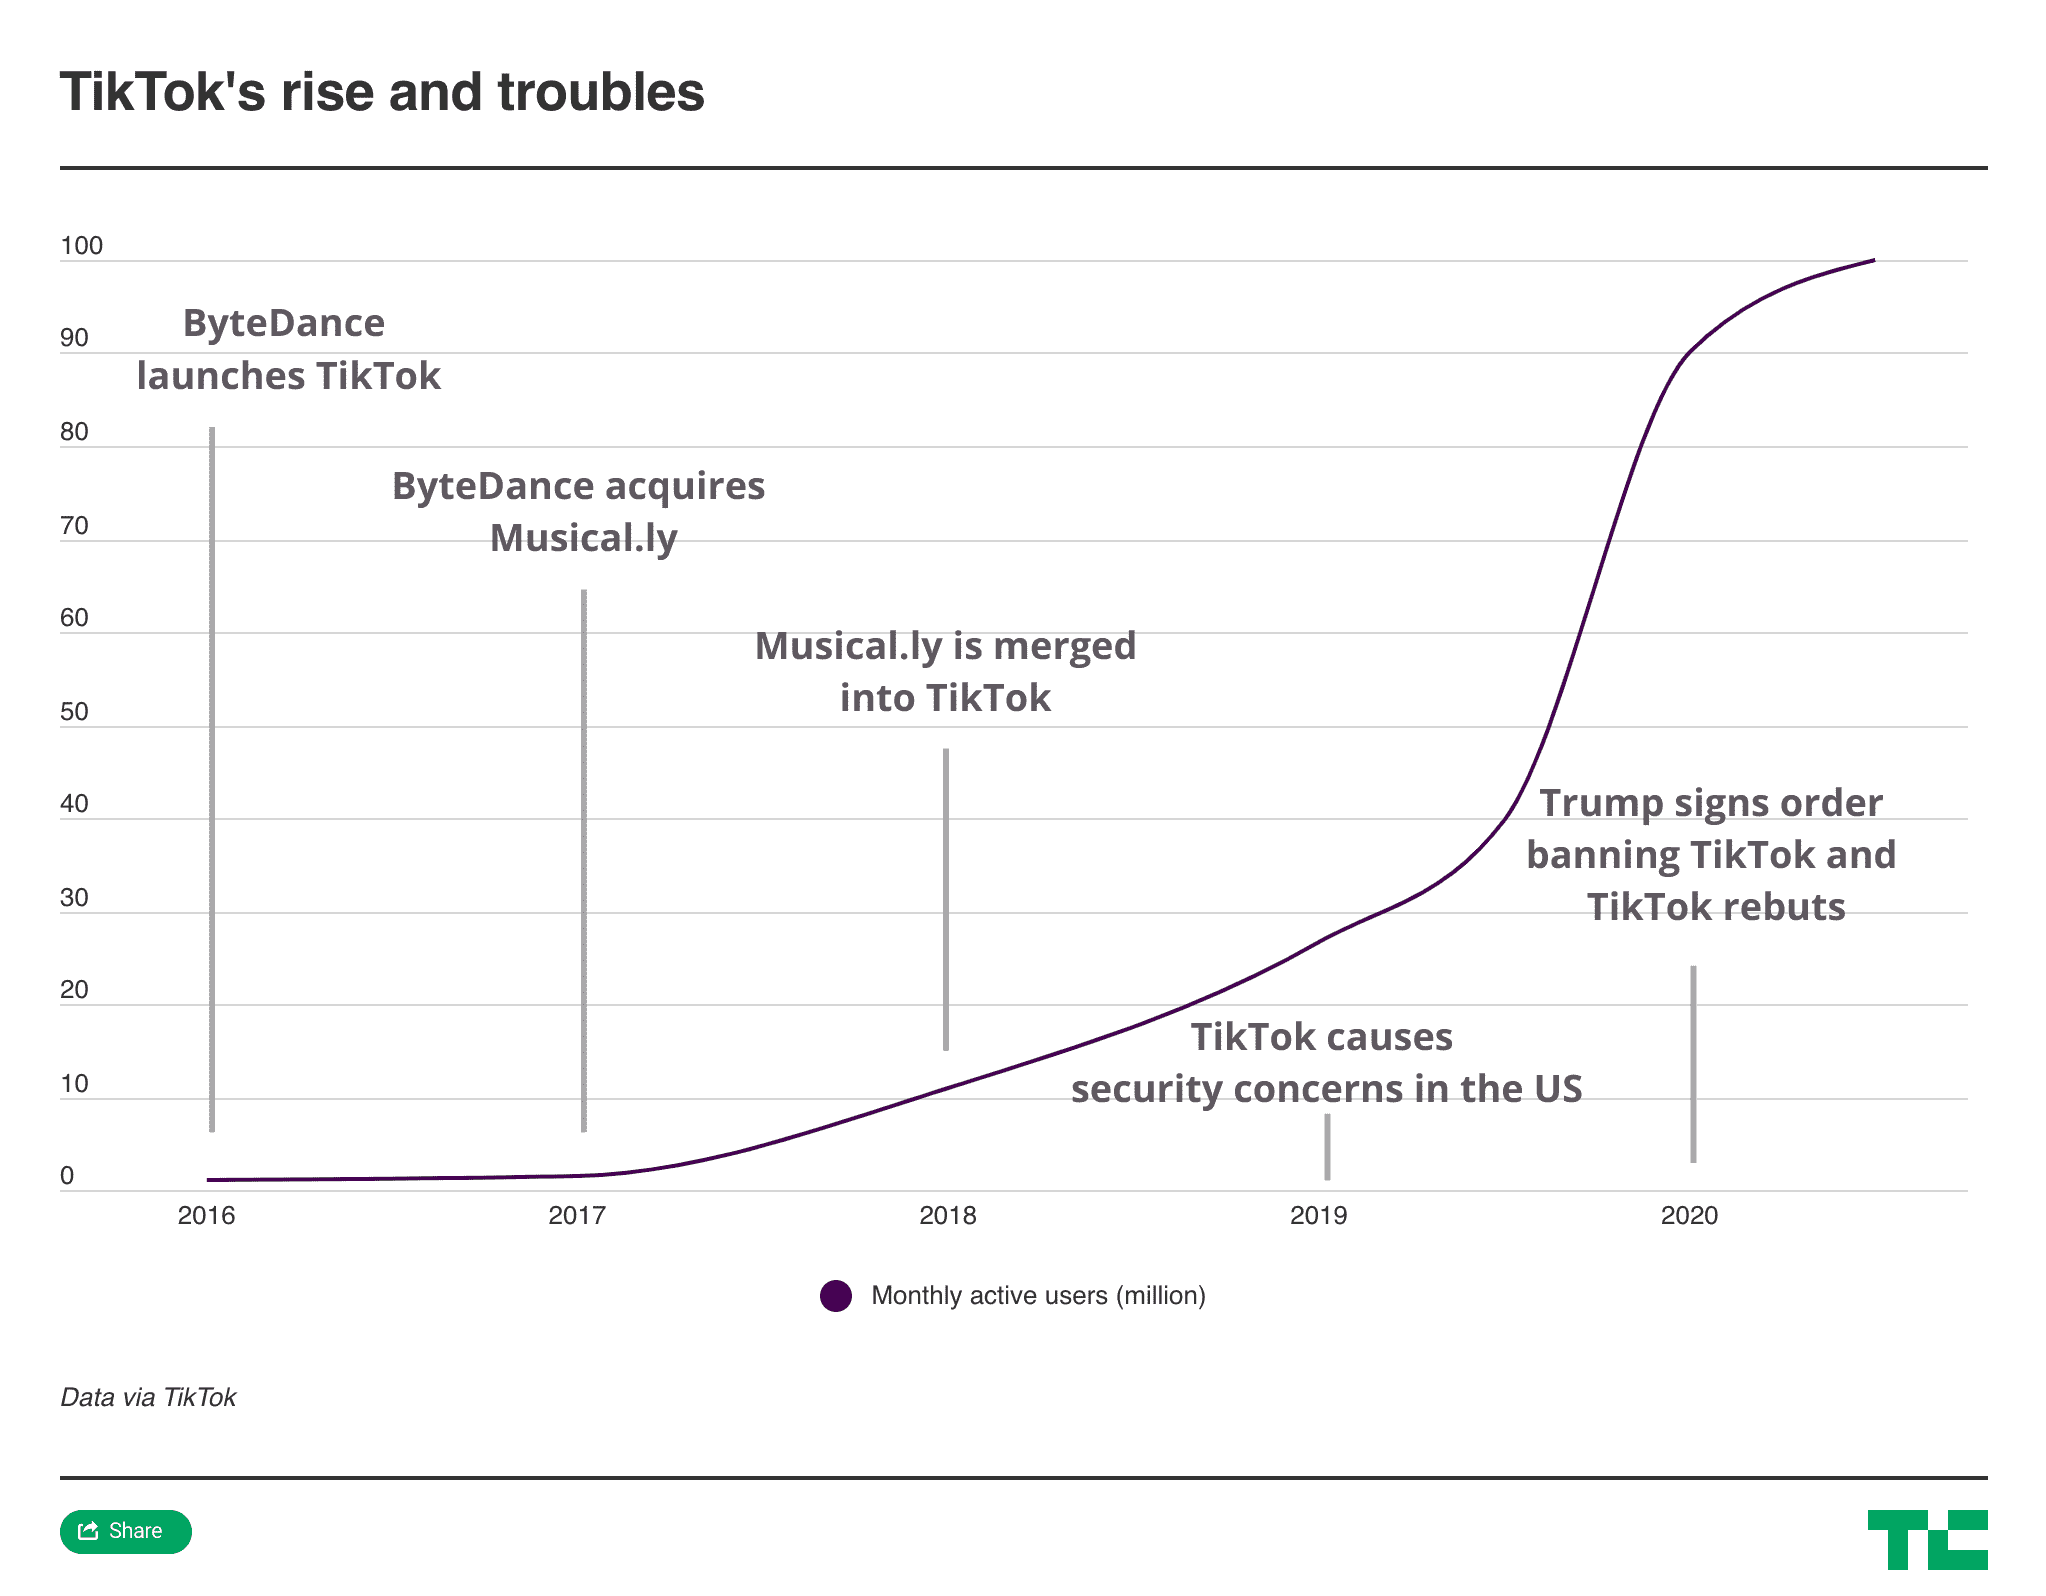 TikTok's rise and troubles
100
90
80
70
60
50
40
30
20
10
0
ByteDance
launches TikTok
ByteDance acquires
Musical.ly
Musical.ly is merged
into TikTok
TikTok causes
security concerns in the US
Trump signs order
banning TikTok and
TikTok rebuts
2016 2017 2018 2019 2020
Monthly active users (million)
Data via TikTok
Share
TC